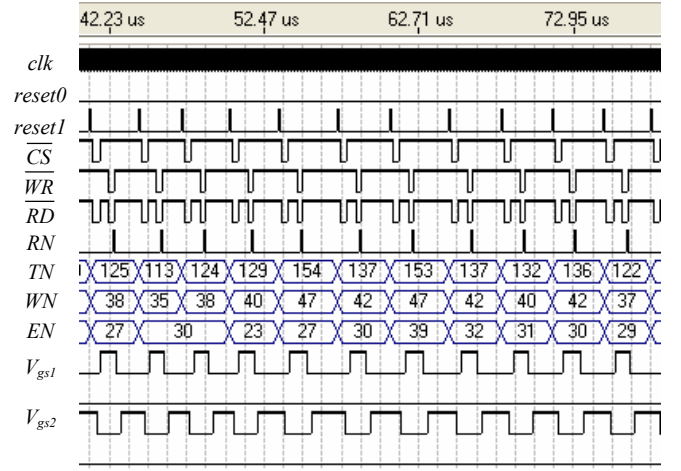 42.23 us 52.47 us 62.71 us 72.95 us
clk
reset0
reset1
CS
WR
RD
RN
TN 125 113 124 129 154 137 153 137 132 136 122
WN 38 35 38 40 47 42 47 42 40 42 37
EN 27 30 23 27 30 39 32 31 30 29
Vgs1
Vgs2